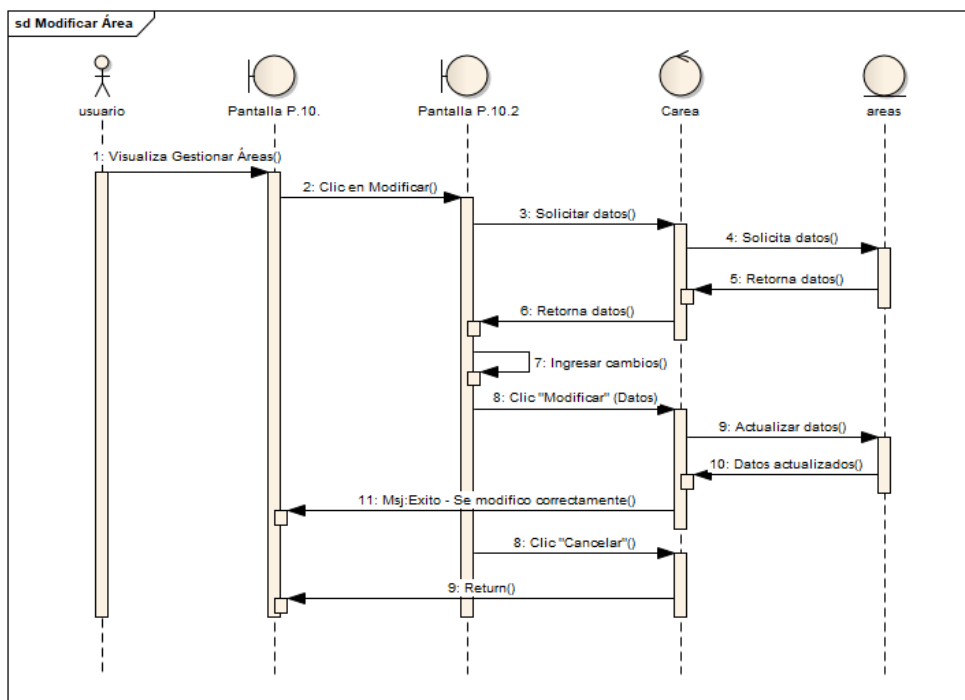 sd Modificar Área
usuario
Pantalla P.10.
Pantalla P.10.2
Carea
areas
1: Visualiza Gestionar Áreas()
2: Clic en Modificar()
3: Solicitar datos()
4: Solicita datos()
5: Retorna datos()
6: Retorna datos()
7: Ingresar cambios()
8: Clic "Modificar" (Datos)
9: Actualizar datos()
10: Datos actualizados()
11: Msj:Exito - Se modifico correctamente()
8: Clic "Cancelar"()
9: Return()